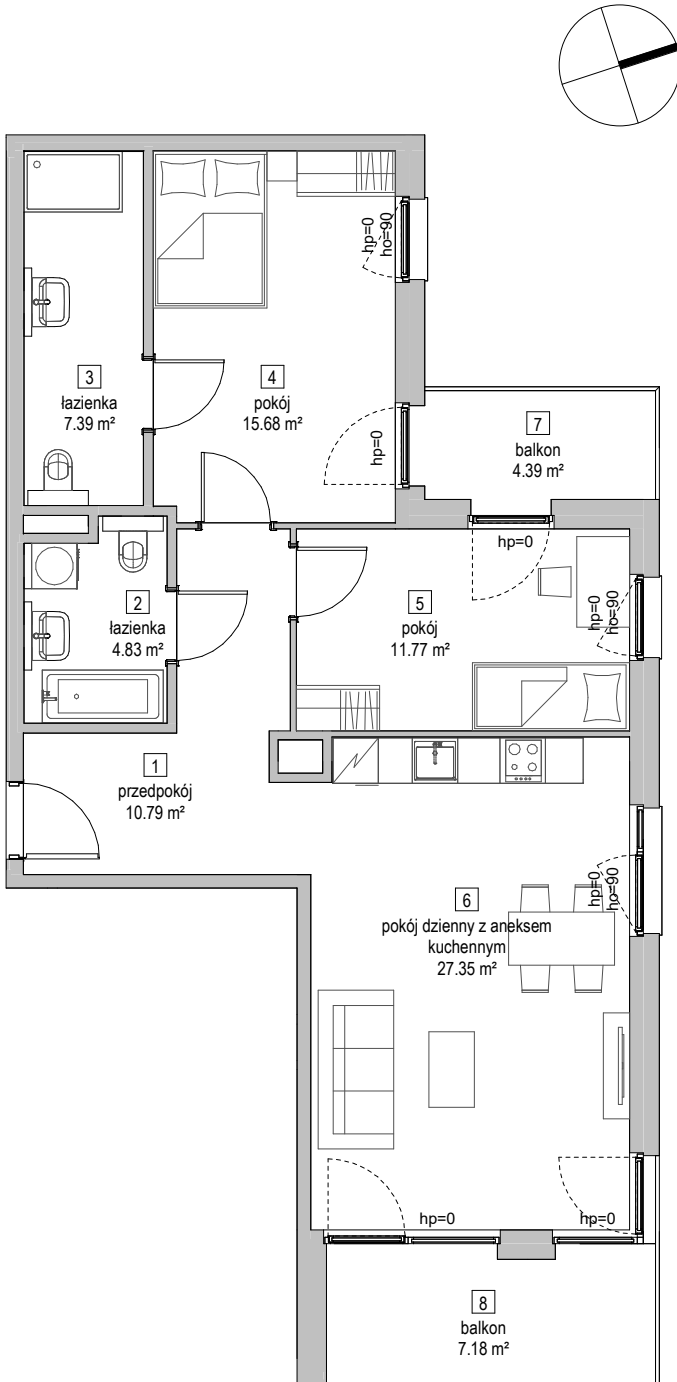 hp=0
ho=90
3
łazienka
7.39 m²
4
pokój
15.68 m²
hp=0
7
balkon
4.39 m²
hp=0
2
łazienka
4.83 m²
5
pokój
11.77 m²
hp=0
ho=90
1
przedpokój
10.79 m²
hp=0
ho=90
6
pokój dzienny z aneksem
kuchennym
27.35 m²
hp=0
hp=0
8
balkon
7.18 m²